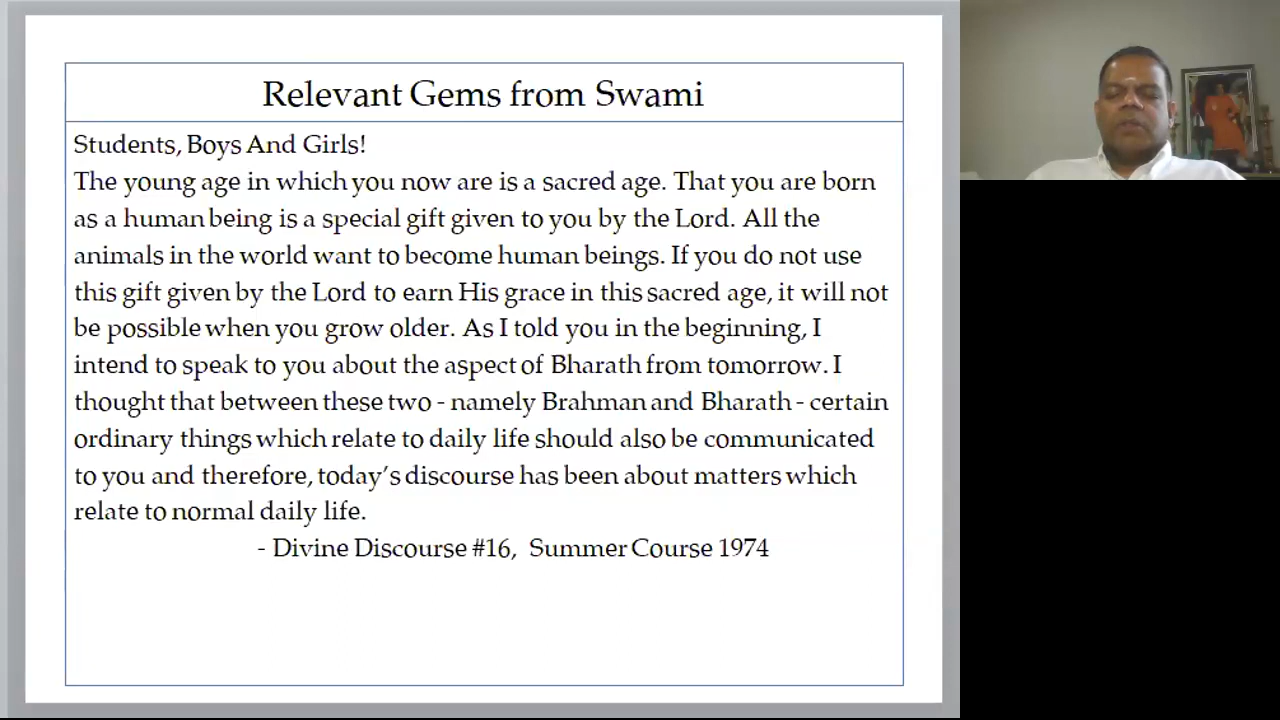 Relevant Gems from Swami
Students, Boys And Girls!
The young age in which you now are is a sacred age. That you are born
as a human being is a special gift given to you by the Lord. All the
animals in the world want to become human beings. If you do not use
this gift given by the Lord to earn His grace in this sacred age, it will not
be possible when you grow older. As I told you in the beginning, I
intend to speak to you about the aspect of Bharath from tomorrow. I
thought that between these two - namely Brahman and Bharath - certain
ordinary things which relate to daily life should also be communicated
to you and therefore, today's discourse has been about matters which
relate to normal daily life.
- Divine Discourse #16, Summer Course 1974